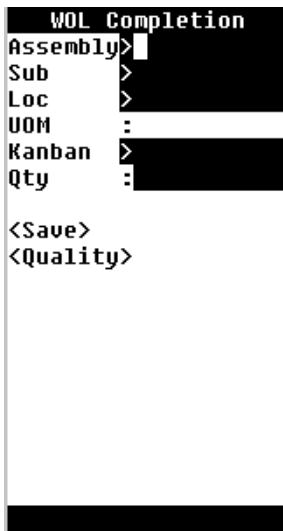 WOL Completion
Assembly>
Sub >
Loc >
UOM :
Kanban >
Qty :
<Save>
<Quality>